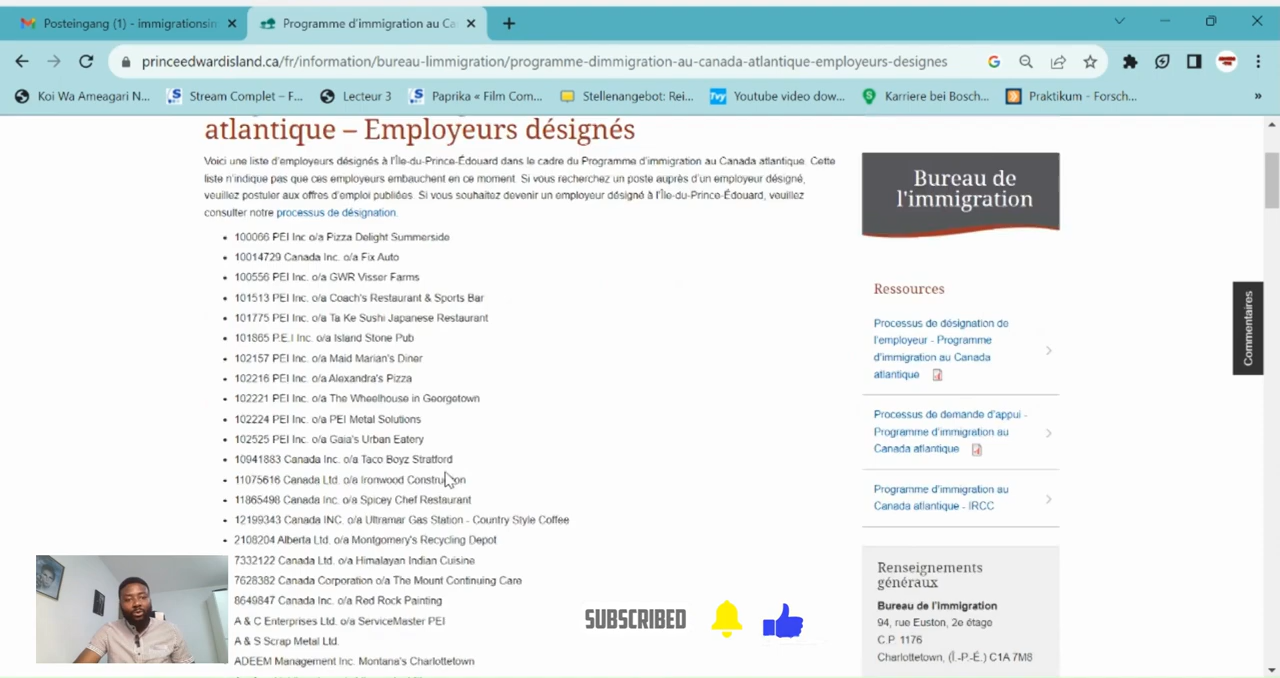 Posteingang (1) - immigrationsin
Programme d'immigration au Ca
princeedwardisland.ca/fr/information/bureau-limmigration/programme-dimmigration-au-canada-atlantique-employeurs-designes
Koi Wa Ameagari N...
Stream Complet – F...
Lecteur 3
Paprika « Film Com...
Stellenangebot: Rei...
Youtube video dow...
Karriere bei Bosch...
Praktikum - Forsch...
»
atlantique – Employeurs désignés
Voici une liste d'employeurs désignés à l'Île-du-Prince-Édouard dans le cadre du Programme d'immigration au Canada atlantique. Cette
liste n'indique pas que ces employeurs embauchent en ce moment. Si vous recherchez un poste auprès d'un employeur désigné,
veuillez postuler aux offres d'emploi publiées. Si vous souhaitez devenir un employeur désigné à l'Île-du-Prince-Édouard, veuillez
consulter notre processus de désignation.
100066 PEI Inc o/a Pizza Delight Summerside
10014729 Canada Inc. o/a Fix Auto
100556 PEI Inc. o/a GWR Visser Farms
101513 PEI Inc. o/a Coach's Restaurant & Sports Bar
101775 PEI Inc. o/a Ta Ke Sushi Japanese Restaurant
101865 P.E.I Inc. o/a Island Stone Pub
102157 PEI Inc. o/a Maid Marian's Diner
102216 PEI Inc. o/a Alexandra's Pizza
102221 PEI Inc. o/a The Wheelhouse in Georgetown
102224 PEI Inc. o/a PEI Metal Solutions
102525 PEI Inc. o/a Gaia's Urban Eatery
10941883 Canada Inc. o/a Taco Boyz Stratford
11075616 Canada Ltd. o/a Ironwood Construction
11865498 Canada Inc. o/a Spicey Chef Restaurant
12199343 Canada INC. o/a Ultramar Gas Station - Country Style Coffee
2108204 Alberta Ltd. o/a Montgomery's Recycling Depot
7332122 Canada Ltd. o/a Himalayan Indian Cuisine
7628382 Canada Corporation o/a The Mount Continuing Care
8649847 Canada Inc. o/a Red Rock Painting
A & C Enterprises Ltd. o/a ServiceMaster PEI
A & S Scrap Metal Ltd.
ADEEM Management Inc. Montana's Charlottetown
Bureau de
l'immigration
Ressources
Processus de désignation de
l'employeur - Programme
d'immigration au Canada
atlantique
Processus de demande d'appui -
Programme d'immigration au
Canada atlantique
Programme d'immigration au
Canada atlantique - IRCC
Renseignements
généraux
Bureau de l'immigration
94, rue Euston, 2e étage
C.P. 1176
Charlottetown, (Î.-P.-É.) C1A 7M8
Commentaires
SUBSCRIBED